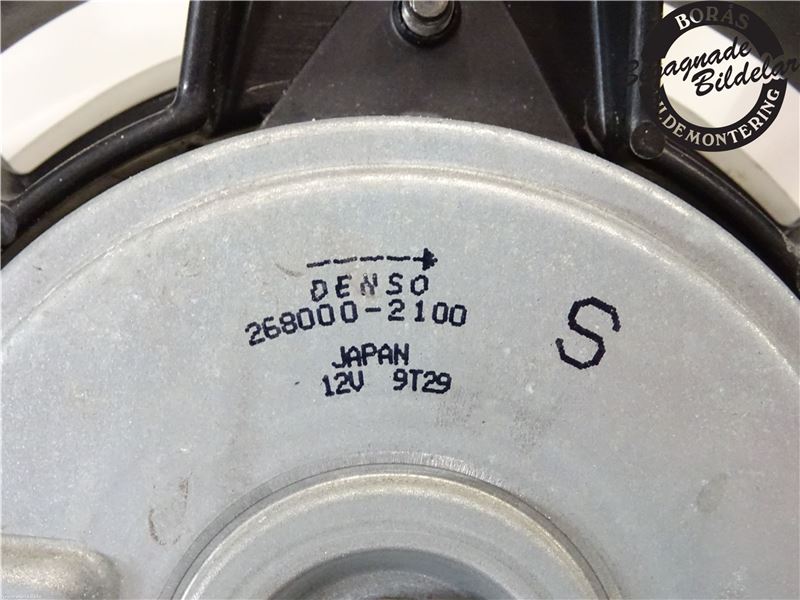 BORÅS
Begagnade
Bildelar
BILDEMONTERING
DENSO
268000-2100
S
JAPAN
12V 9T29